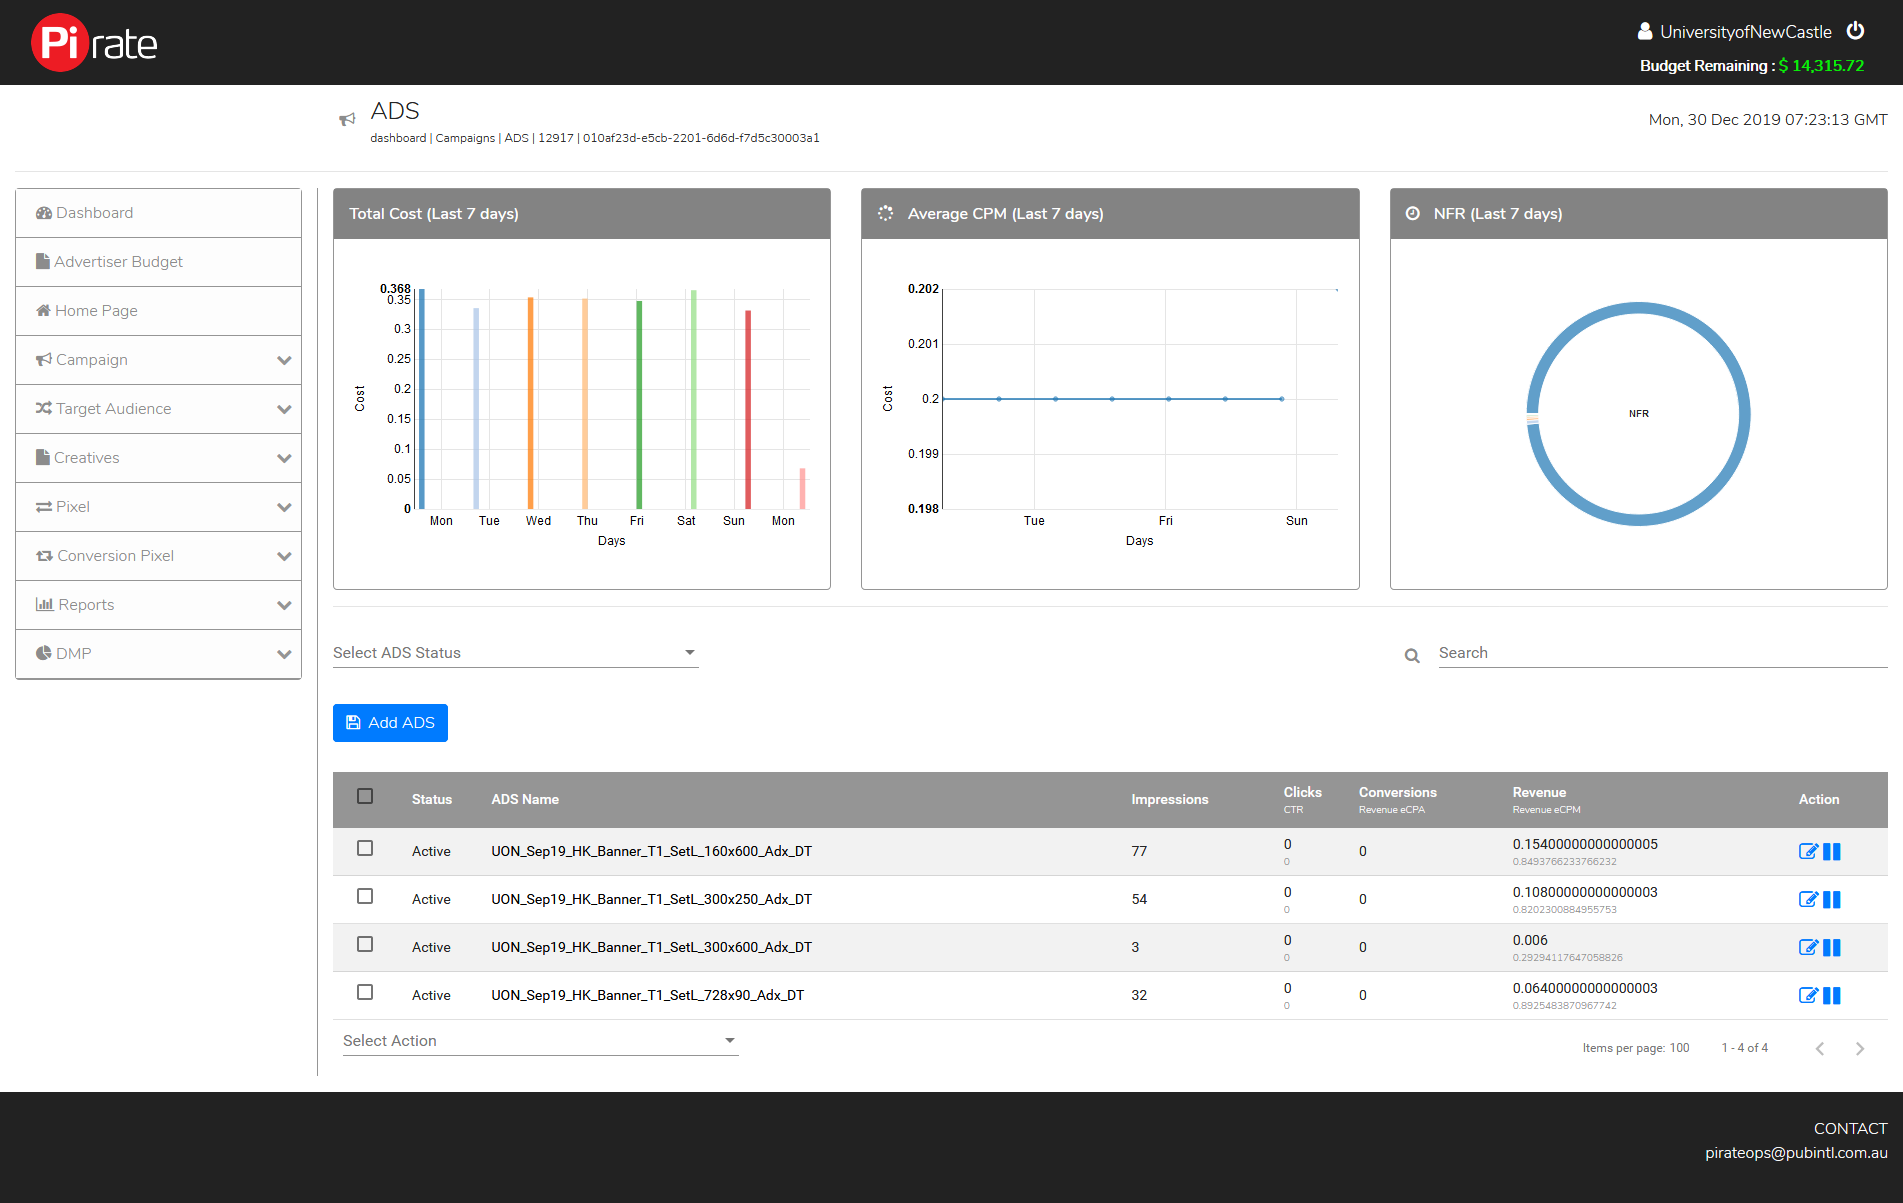 Pirate
UniversityofNewCastle
Budget Remaining : $ 14,315.72
ADS
dashboard | Campaigns | ADS | 12917 | 010af23d-e5cb-2201-6d6d-f7d5c30003a1
Mon, 30 Dec 2019 07:23:13 GMT
Dashboard
Advertiser Budget
Home Page
Campaign
Target Audience
Creatives
Pixel
Conversion Pixel
Reports
DMP
Total Cost (Last 7 days)
0.368
0.35
0.3
0.25
0.2
0.15
0.1
0.05
0
Cost
Mon Tue Wed Thu Fri Sat Sun Mon
Days
Average CPM (Last 7 days)
0.202
0.201
0.2
0.199
0.198
Cost
Tue Fri Sun
Days
NFR (Last 7 days)
NFR
Select ADS Status
Search
Add ADS
Status ADS Name Impressions Clicks Conversions Revenue Action
CTR Revenue eCPA Revenue eCPM
Active UON_Sep19_HK_Banner_T1_SetL_160x600_Adx_DT 77 0 0 0.15400000000000005
0 0.8493766233766232
Active UON_Sep19_HK_Banner_T1_SetL_300x250_Adx_DT 54 0 0 0.10800000000000003
0 0.8202300884955753
Active UON_Sep19_HK_Banner_T1_SetL_300x600_Adx_DT 3 0 0 0.006
0 0.29294117647058826
Active UON_Sep19_HK_Banner_T1_SetL_728x90_Adx_DT 32 0 0 0.06400000000000003
0 0.8925483870967742
Select Action
Items per page: 100 1 - 4 of 4
CONTACT
pirateops@pubintl.com.au